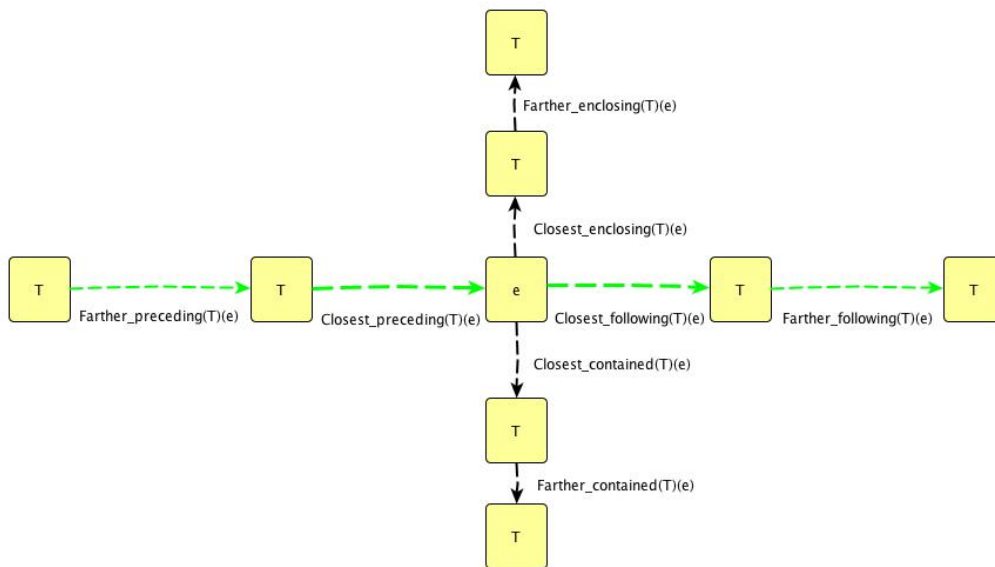 T
Farther_enclosing(T)(e)
T
Closest_enclosing(T)(e)
T
T
e
T
T
Farther_preceding(T)(e)
Closest_preceding(T)(e)
Closest_following(T)(e)
Farther_following(T)(e)
Closest_contained(T)(e)
T
Farther_contained(T)(e)
T